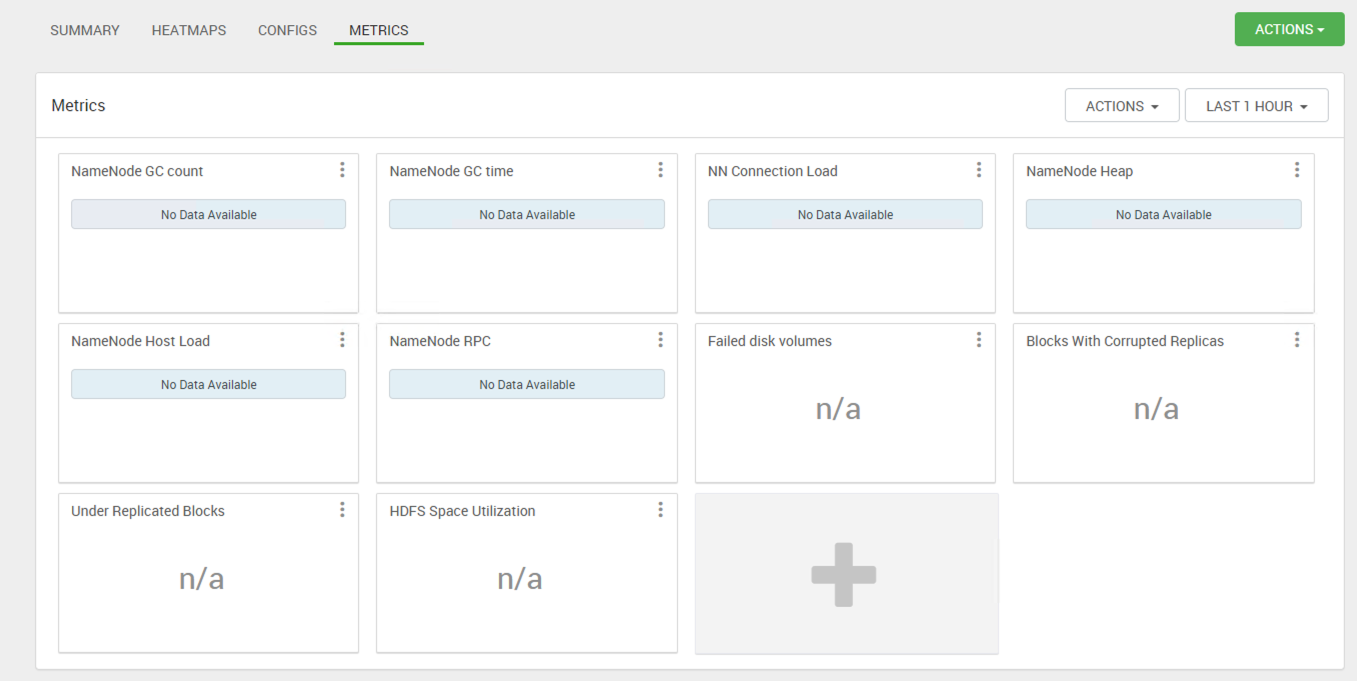 SUMMARY HEATMAPS CONFIGS METRICS ACTIONS
Metrics ACTIONS LAST 1 HOUR
NameNode GC count NameNode GC time NN Connection Load NameNode Heap
No Data Available No Data Available No Data Available No Data Available
NameNode Host Load NameNode RPC Failed disk volumes Blocks With Corrupted Replicas
No Data Available No Data Available n/a n/a
Under Replicated Blocks HDFS Space Utilization
n/a n/a